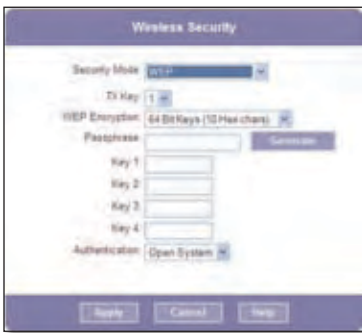 Wireless Security
Security Mode WEP
TX Key 1
WEP Encryption 64 Bit Keys (10 Hex chars)
Passphrase Generate
Key 1
Key 2
Key 3
Key 4
Authentication Open System
Apply Cancel Help